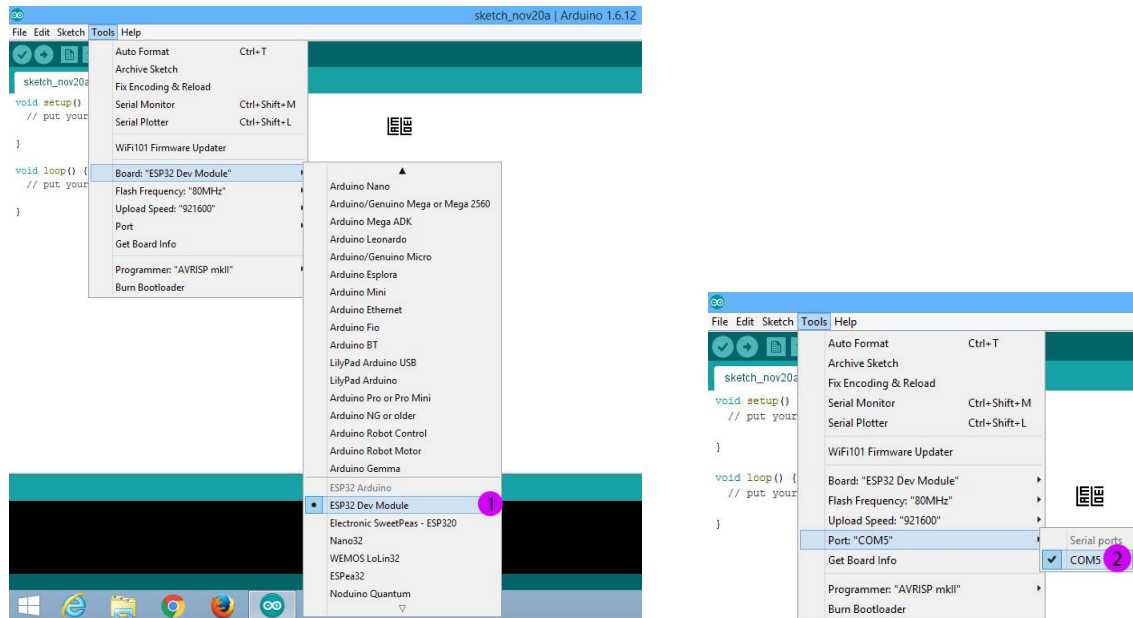 sketch_nov20a | Arduino 1.6.12
File Edit Sketch Tools Help
Auto Format Ctrl+T
Archive Sketch
sketch_nov20a
Fix Encoding & Reload
void setup()
Serial Monitor Ctrl+Shift+M
// put your
Serial Plotter Ctrl+Shift+L
}
WiFi101 Firmware Updater
void loop() {
Board: "ESP32 Dev Module"
// put your
Flash Frequency: "80MHz"
Upload Speed: "921600"
}
Port
Get Board Info
Programmer: "AVRISP mkII"
Burn Bootloader
Arduino Nano
Arduino/Genuino Mega or Mega 2560
Arduino Mega ADK
Arduino Leonardo
Arduino/Genuino Micro
Arduino Esplora
Arduino Mini
Arduino Ethernet
Arduino Fio
Arduino BT
LilyPad Arduino USB
LilyPad Arduino
Arduino Pro or Pro Mini
Arduino NG or older
Arduino Robot Control
Arduino Robot Motor
Arduino Gemma
ESP32 Arduino
ESP32 Dev Module 1
Electronic SweetPeas - ESP320
Nano32
WEMOS LoLin32
ESPea32
Noduino Quantum
File Edit Sketch Tools Help
Auto Format Ctrl+T
Archive Sketch
sketch_nov20a
Fix Encoding & Reload
void setup()
Serial Monitor Ctrl+Shift+M
// put your
Serial Plotter Ctrl+Shift+L
}
WiFi101 Firmware Updater
void loop() {
Board: "ESP32 Dev Module"
// put your
Flash Frequency: "80MHz"
}
Upload Speed: "921600"
Port: "COM5"
Serial ports
Get Board Info
COM5 2
Programmer: "AVRISP mkII"
Burn Bootloader